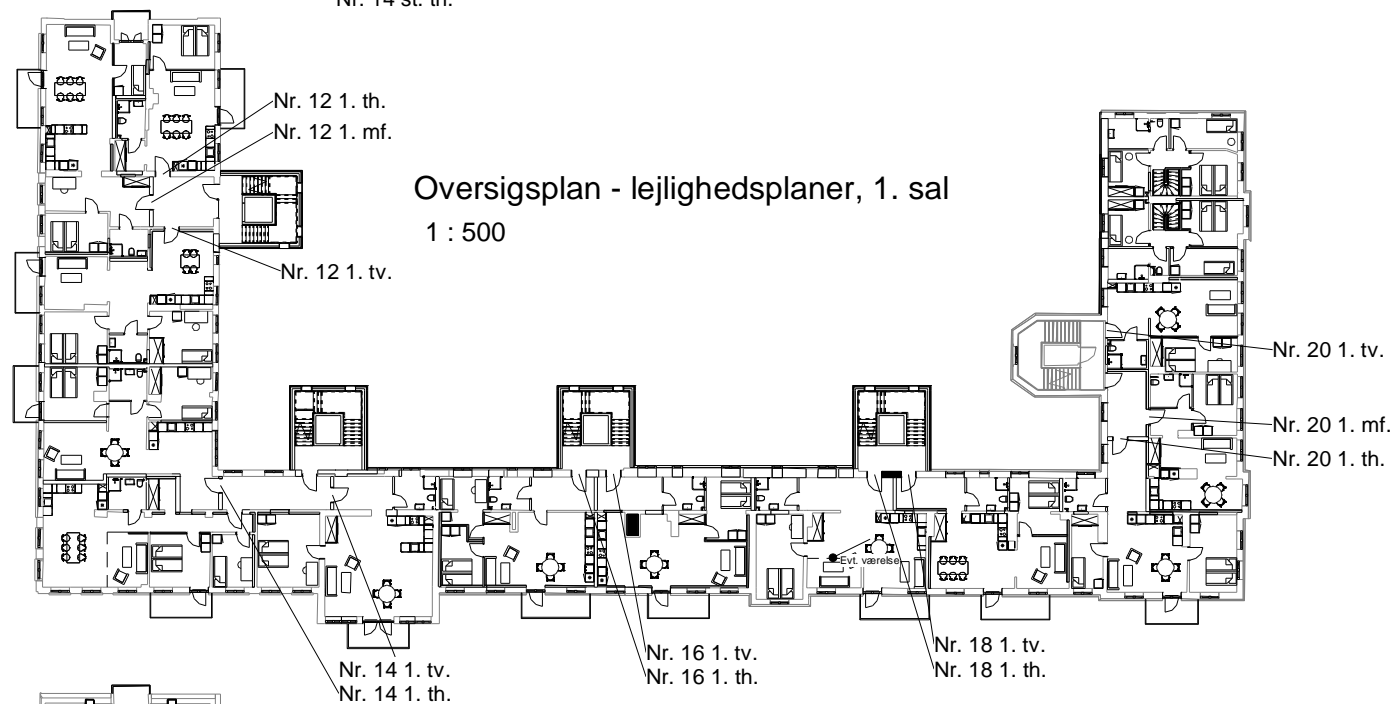 Nr. 14 st. th.
Nr. 12 1. th.
Nr. 12 1. mf.
Oversigsplan - lejlighedsplaner, 1. sal
1 : 500
Nr. 12 1. tv.
Nr. 20 1. tv.
Nr. 20 1. mf.
Nr. 20 1. th.
Evt. værelse
Nr. 14 1. tv.
Nr. 14 1. th.
Nr. 16 1. tv.
Nr. 16 1. th.
Nr. 18 1. tv.
Nr. 18 1. th.